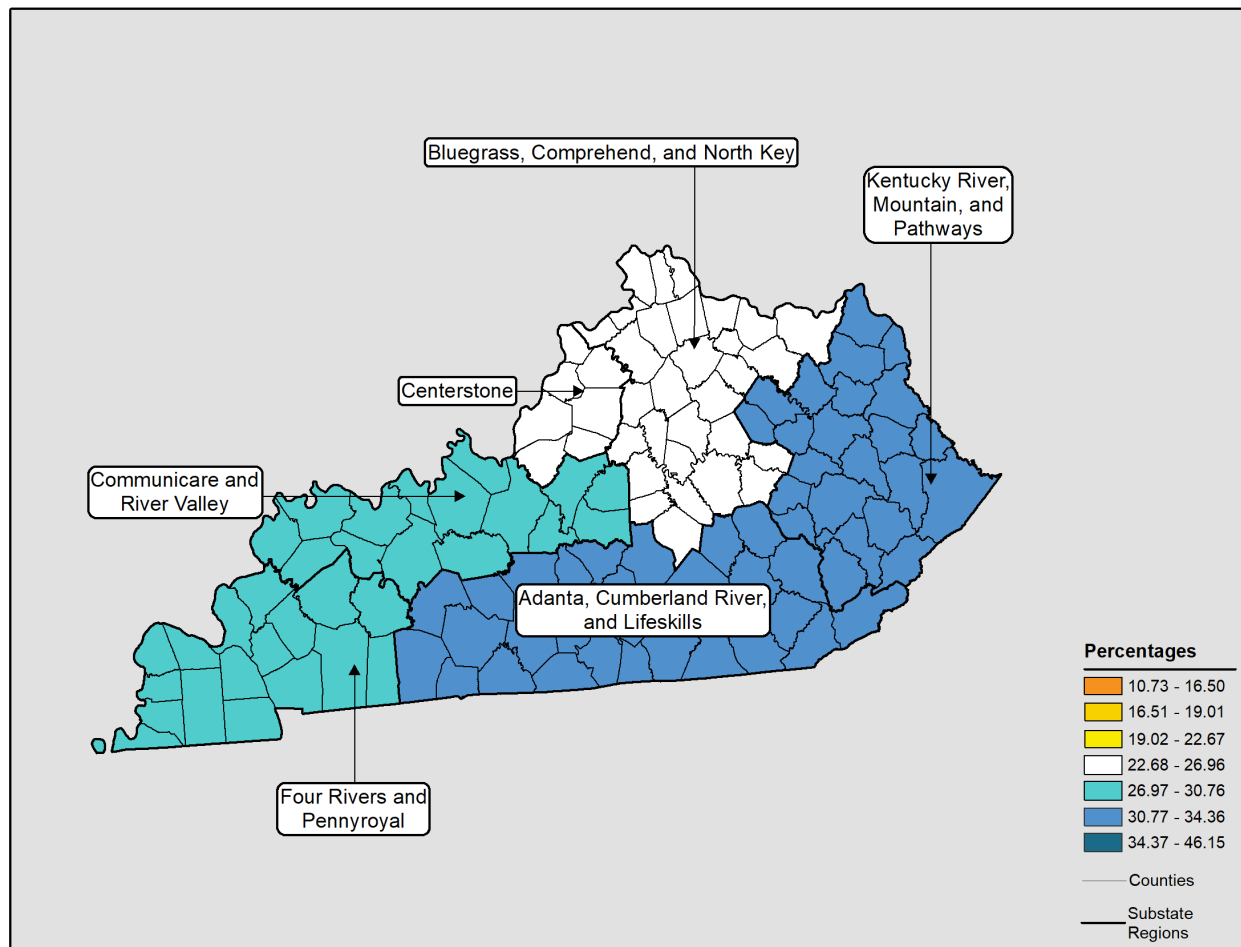 Bluegrass, Comprehend, and North Key
Kentucky River,
Mountain, and
Pathways
Centerstone
Communicare and
River Valley
Adanta, Cumberland River,
and Lifeskills
Four Rivers and
Pennyroyal
Percentages
10.73 - 16.50
16.51 - 19.01
19.02 - 22.67
22.68 - 26.96
26.97 - 30.76
30.77 - 34.36
34.37 - 46.15
Counties
Substate
Regions